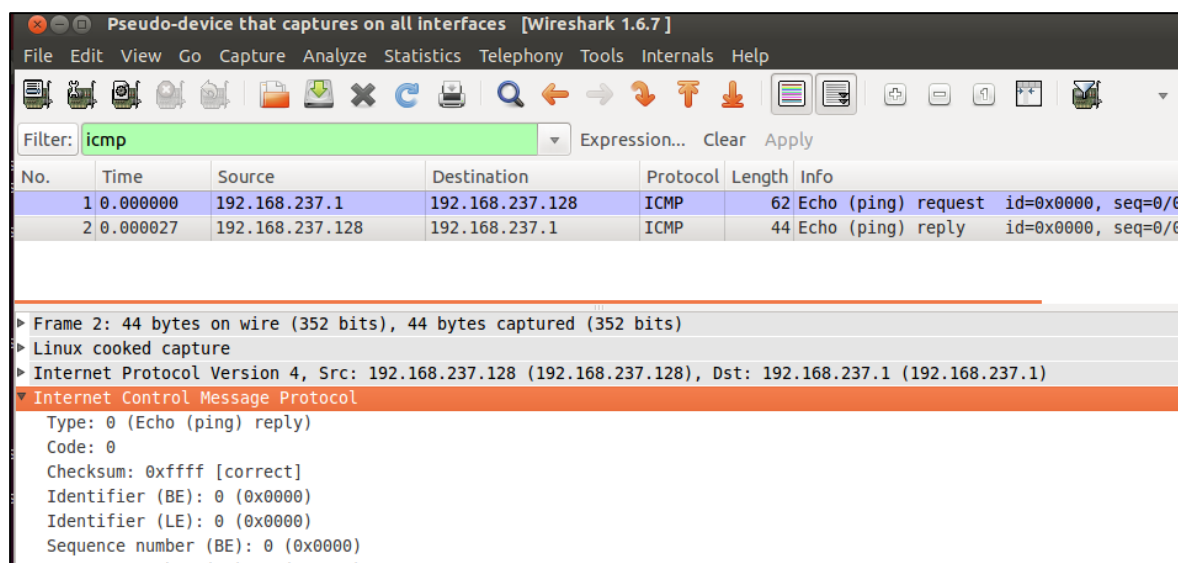 Pseudo-device that captures on all interfaces [Wireshark 1.6.7 ]
File Edit View Go Capture Analyze Statistics Telephony Tools Internals Help
Filter: icmp Expression... Clear Apply
No. Time Source Destination Protocol Length Info
1 0.000000 192.168.237.1 192.168.237.128 ICMP 62 Echo (ping) request id=0x0000, seq=0/
2 0.000027 192.168.237.128 192.168.237.1 ICMP 44 Echo (ping) reply id=0x0000, seq=0/
Frame 2: 44 bytes on wire (352 bits), 44 bytes captured (352 bits)
Linux cooked capture
Internet Protocol Version 4, Src: 192.168.237.128 (192.168.237.128), Dst: 192.168.237.1 (192.168.237.1)
Internet Control Message Protocol
Type: 0 (Echo (ping) reply)
Code: 0
Checksum: 0xffff [correct]
Identifier (BE): 0 (0x0000)
Identifier (LE): 0 (0x0000)
Sequence number (BE): 0 (0x0000)